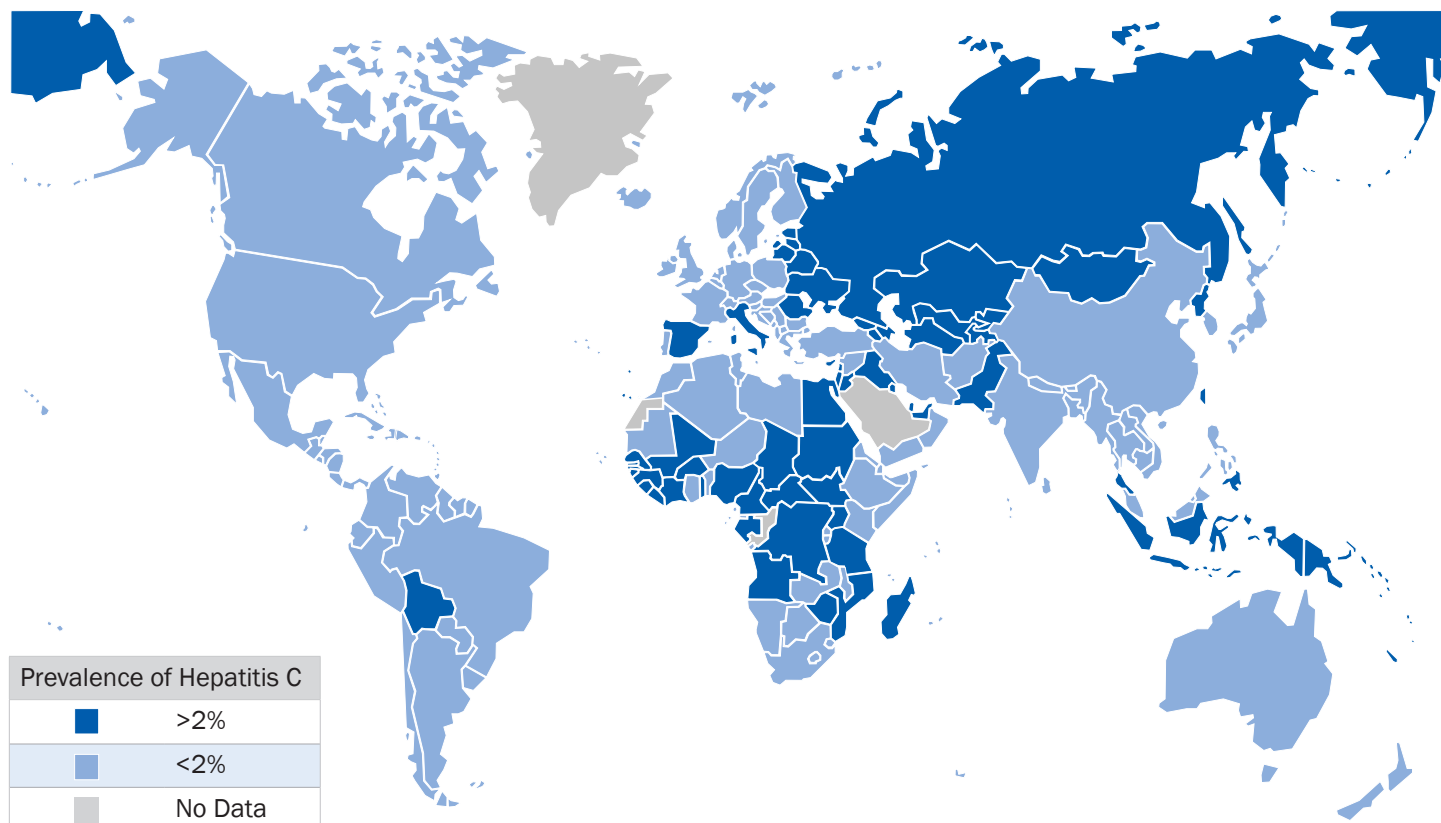 Prevalence of Hepatitis C
>2%
<2%
No Data